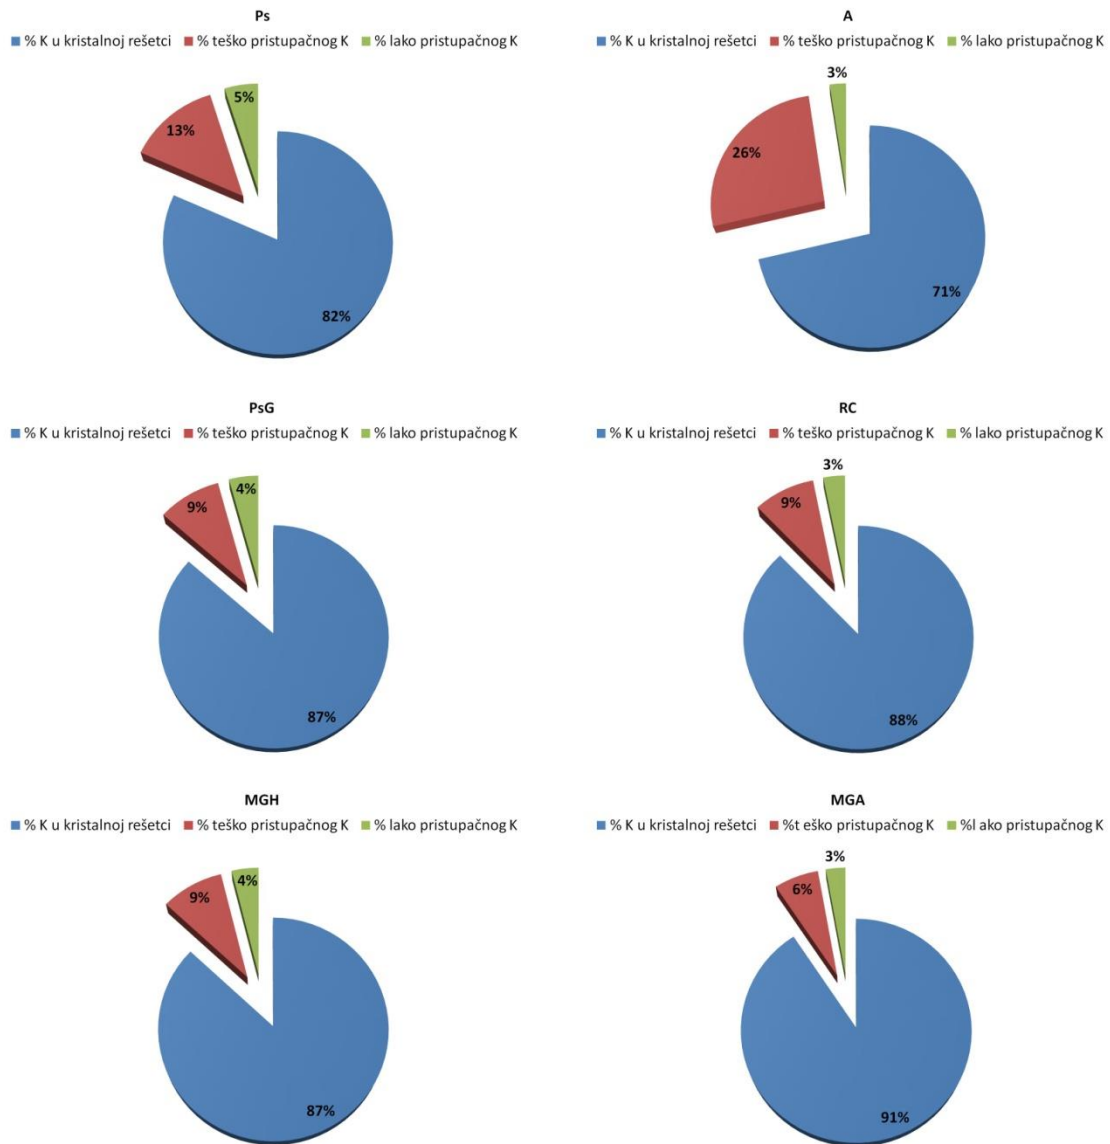 Ps
% K u kristalnoj rešetci % teško pristupačnog K % lako pristupačnog K
5%
13%
82%
A
% K u kristalnoj rešetci % teško pristupačnog K % lako pristupačnog K
3%
26%
71%
PsG
% K u kristalnoj rešetci % teško pristupačnog K % lako pristupačnog K
4%
9%
87%
RC
% K u kristalnoj rešetci % teško pristupačnog K % lako pristupačnog K
3%
9%
88%
MGH
% K u kristalnoj rešetci % teško pristupačnog K % lako pristupačnog K
4%
9%
87%
MGA
% K u kristalnoj rešetci %t eško pristupačnog K %l ako pristupačnog K
3%
6%
91%